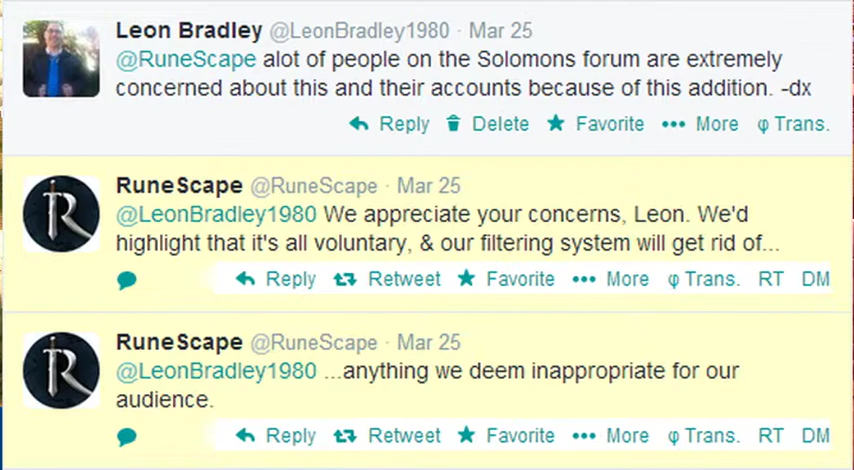 Leon Bradley @LeonBradley1980 · Mar 25
@RuneScape alot of people on the Solomons forum are extremely
concerned about this and their accounts because of this addition. -dx
Reply Delete Favorite More φ Trans.
RuneScape @RuneScape · Mar 25
@LeonBradley1980 We appreciate your concerns, Leon. We'd
highlight that it's all voluntary, & our filtering system will get rid of...
Reply Retweet Favorite More φ Trans. RT DM
RuneScape @RuneScape · Mar 25
@LeonBradley1980 ...anything we deem inappropriate for our
audience.
Reply Retweet Favorite More φ Trans. RT DM